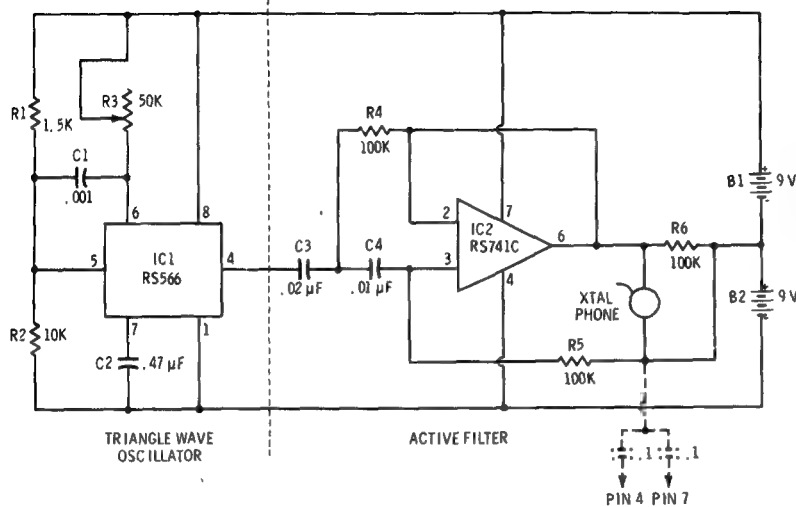 R1
1.5K
R3
50K
C1
.001
6
8
5
IC1
RS566
4
7
1
R2
10K
C2
.47 µF
C3
.02 µF
C4
.01 µF
R4
100K
2
3
IC2
RS741C
7
6
4
R6
100K
XTAL
PHONE
R5
100K
B1
+
9 V
B2
+
9 V
TRIANGLE WAVE
OSCILLATOR
ACTIVE FILTER
.1
.1
PIN 4
PIN 7